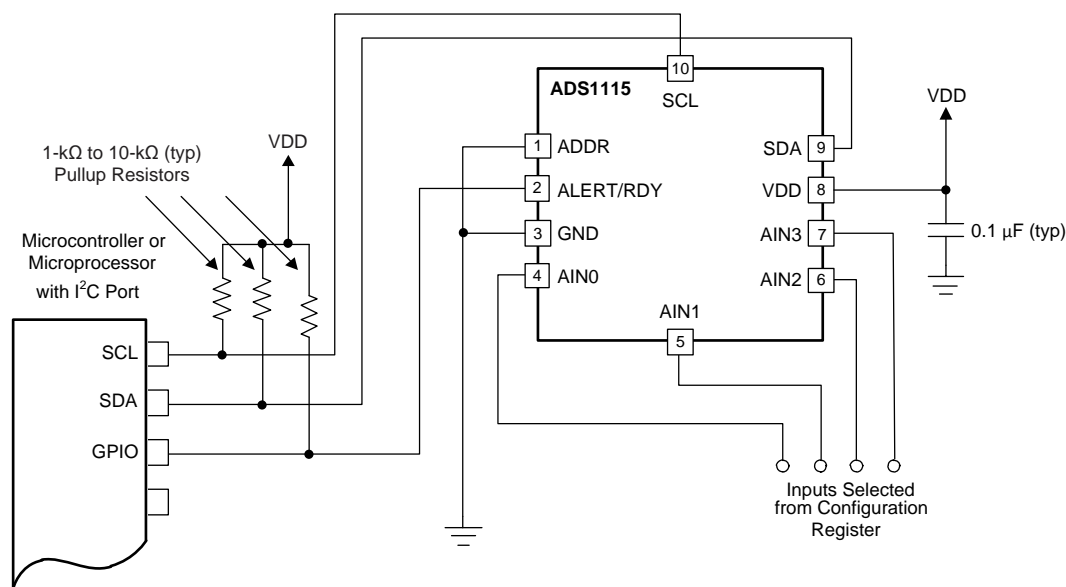 10
ADS1115
SCL
VDD
VDD
1-kΩ to 10-kΩ (typ)
Pullup Resistors
1
ADDR
SDA
9
2
ALERT/RDY
VDD
8
Microcontroller or
Microprocessor
with I²C Port
3
GND
AIN3
7
0.1 µF (typ)
4
AIN0
AIN2
6
AIN1
5
SCL
SDA
GPIO
Inputs Selected
from Configuration
Register